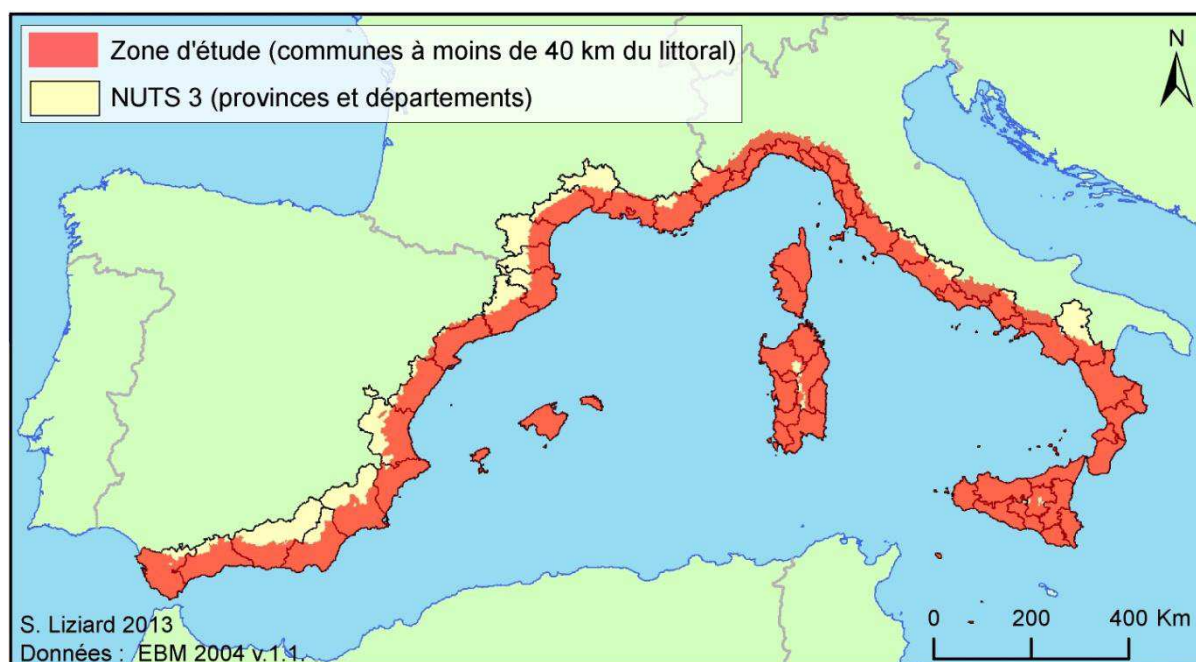 Zone d'étude (communes à moins de 40 km du littoral)
NUTS 3 (provinces et départements)
N
S. Liziard 2013
Données : EBM 2004 v.1.1.
0 200 400 Km